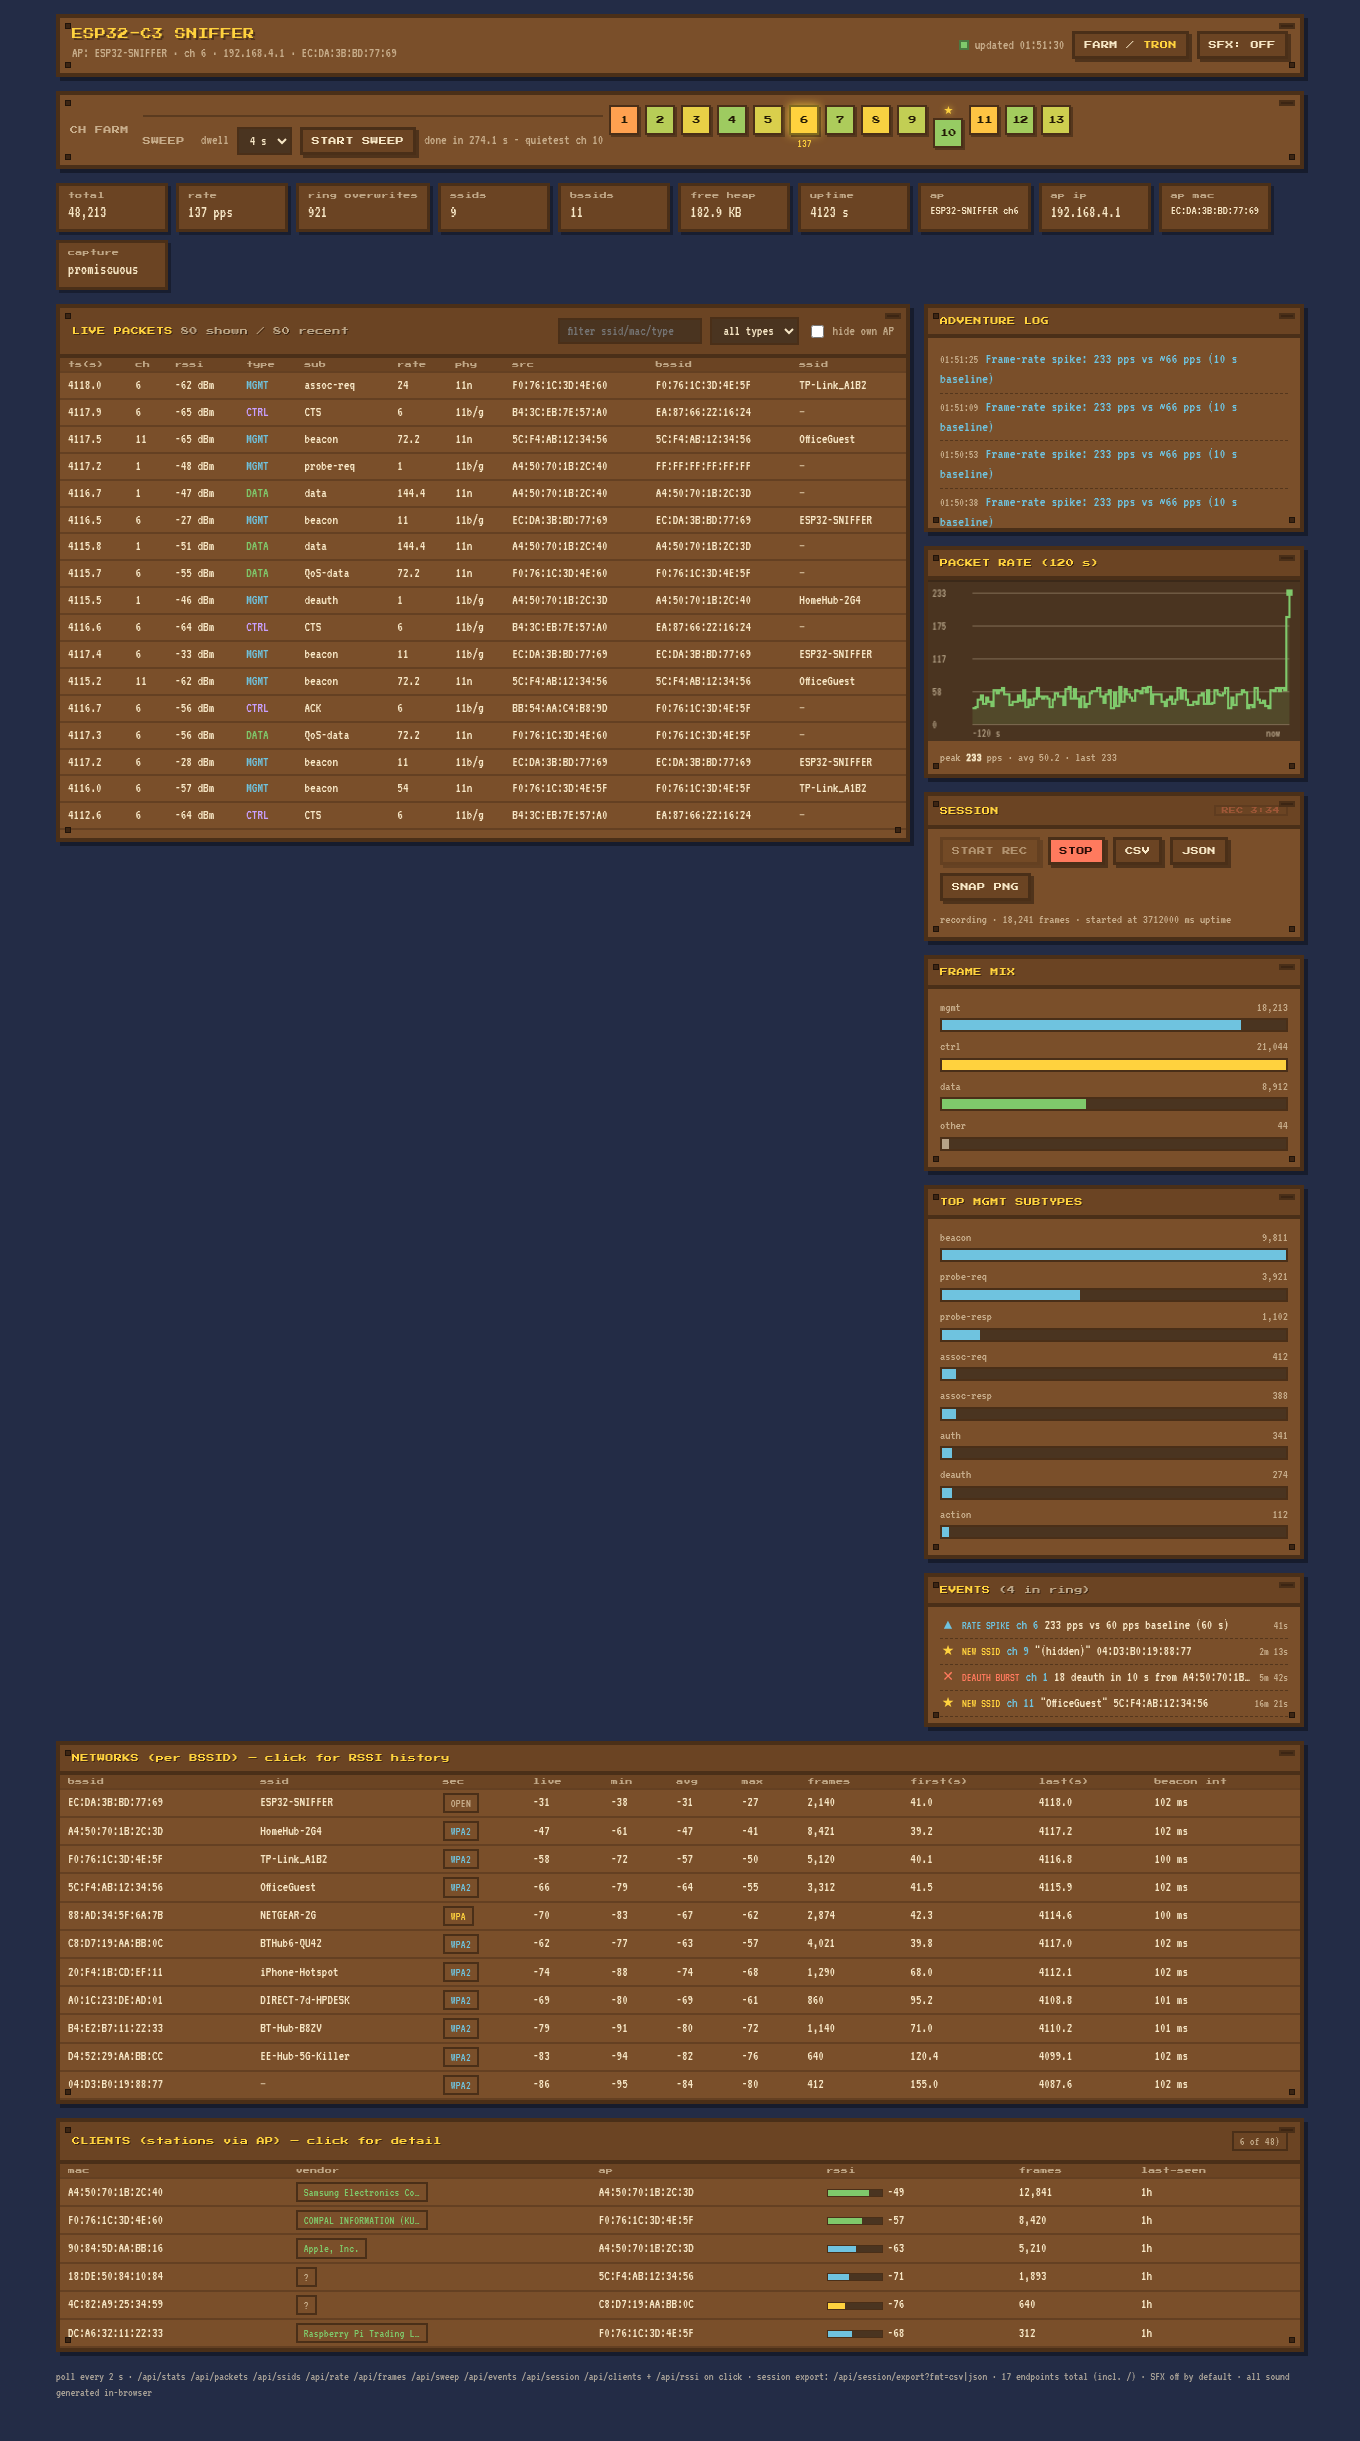 ESP32-C3 SNIFFER
AP: ESP32-SNIFFER · ch 6 · 192.168.4.1 · EC:DA:3B:BD:77:69
updated 01:51:30
FARM / TRON
SFX: OFF
CH FARM
SWEEP dwell 4 s START SWEEP done in 274.1 s - quietest ch 10
1 2 3 4 5 6 7 8 9 ★ 10 11 12 13
137
total rate ring overwrites ssids bssids free heap uptime ap ap ip ap mac
48,213 137 pps 921 9 11 182.9 KB 4123 s ESP32-SNIFFER ch6 192.168.4.1 EC:DA:3B:BD:77:69
capture
promiscuous
LIVE PACKETS 80 shown / 80 recent filter ssid/mac/type all types hide own AP
ts(s) ch rssi type sub rate phy src bssid ssid
4118.0 6 -62 dBm MGMT assoc-req 24 11n F0:76:1C:3D:4E:60 F0:76:1C:3D:4E:5F TP-Link_A1B2
4117.9 6 -65 dBm CTRL CTS 6 11b/g B4:3C:EB:7E:57:A0 EA:87:66:22:16:24 –
4117.5 11 -65 dBm MGMT beacon 72.2 11n 5C:F4:AB:12:34:56 5C:F4:AB:12:34:56 OfficeGuest
4117.2 1 -48 dBm MGMT probe-req 1 11b/g A4:50:70:1B:2C:40 FF:FF:FF:FF:FF:FF –
4116.7 1 -47 dBm DATA data 144.4 11n A4:50:70:1B:2C:40 A4:50:70:1B:2C:3D –
4116.5 6 -27 dBm MGMT beacon 11 11b/g EC:DA:3B:BD:77:69 EC:DA:3B:BD:77:69 ESP32-SNIFFER
4115.8 1 -51 dBm DATA data 144.4 11n A4:50:70:1B:2C:40 A4:50:70:1B:2C:3D –
4115.7 6 -55 dBm DATA QoS-data 72.2 11n F0:76:1C:3D:4E:60 F0:76:1C:3D:4E:5F –
4115.5 1 -46 dBm MGMT deauth 1 11b/g A4:50:70:1B:2C:3D A4:50:70:1B:2C:40 HomeHub-2G4
4116.6 6 -64 dBm CTRL CTS 6 11b/g B4:3C:EB:7E:57:A0 EA:87:66:22:16:24 –
4117.4 6 -33 dBm MGMT beacon 11 11b/g EC:DA:3B:BD:77:69 EC:DA:3B:BD:77:69 ESP32-SNIFFER
4115.2 11 -62 dBm MGMT beacon 72.2 11n 5C:F4:AB:12:34:56 5C:F4:AB:12:34:56 OfficeGuest
4116.7 6 -56 dBm CTRL ACK 6 11b/g BB:54:AA:C4:B8:9D F0:76:1C:3D:4E:5F –
4117.3 6 -56 dBm DATA QoS-data 72.2 11n F0:76:1C:3D:4E:60 F0:76:1C:3D:4E:5F –
4117.2 6 -28 dBm MGMT beacon 11 11b/g EC:DA:3B:BD:77:69 EC:DA:3B:BD:77:69 ESP32-SNIFFER
4116.0 6 -57 dBm MGMT beacon 54 11n F0:76:1C:3D:4E:5F F0:76:1C:3D:4E:5F TP-Link_A1B2
4112.6 6 -64 dBm CTRL CTS 6 11b/g B4:3C:EB:7E:57:A0 EA:87:66:22:16:24 –
ADVENTURE LOG
01:51:25 Frame-rate spike: 233 pps vs ≈66 pps (10 s
baseline)
01:51:09 Frame-rate spike: 233 pps vs ≈66 pps (10 s
baseline)
01:50:53 Frame-rate spike: 233 pps vs ≈66 pps (10 s
baseline)
01:50:38 Frame-rate spike: 233 pps vs ≈66 pps (10 s
baseline)
PACKET RATE (120 s)
233
175
117
58
0
-120 s now
peak 233 pps · avg 50.2 · last 233
SESSION REC 3:34
START REC STOP CSV JSON
SNAP PNG
recording · 18,241 frames · started at 3712000 ms uptime
FRAME MIX
mgmt 18,213
ctrl 21,044
data 8,912
other 44
TOP MGMT SUBTYPES
beacon 9,811
probe-req 3,921
probe-resp 1,102
assoc-req 412
assoc-resp 388
auth 341
deauth 274
action 112
EVENTS (4 in ring)
▲ RATE SPIKE ch 6 233 pps vs 60 pps baseline (60 s) 41s
★ NEW SSID ch 9 "(hidden)" 04:D3:B0:19:88:77 2m 13s
✕ DEAUTH BURST ch 1 18 deauth in 10 s from A4:50:70:1B… 5m 42s
★ NEW SSID ch 11 "OfficeGuest" 5C:F4:AB:12:34:56 16m 21s
NETWORKS (per BSSID) — click for RSSI history
bssid ssid sec live min avg max frames first(s) last(s) beacon int
EC:DA:3B:BD:77:69 ESP32-SNIFFER OPEN -31 -38 -31 -27 2,140 41.0 4118.0 102 ms
A4:50:70:1B:2C:3D HomeHub-2G4 WPA2 -47 -61 -47 -41 8,421 39.2 4117.2 102 ms
F0:76:1C:3D:4E:5F TP-Link_A1B2 WPA2 -58 -72 -57 -50 5,120 40.1 4116.8 100 ms
5C:F4:AB:12:34:56 OfficeGuest WPA2 -66 -79 -64 -55 3,312 41.5 4115.9 102 ms
88:AD:34:5F:6A:7B NETGEAR-2G WPA -70 -83 -67 -62 2,874 42.3 4114.6 100 ms
C8:D7:19:AA:BB:0C BTHub6-QU42 WPA2 -62 -77 -63 -57 4,021 39.8 4117.0 102 ms
20:F4:1B:CD:EF:11 iPhone-Hotspot WPA2 -74 -88 -74 -68 1,290 68.0 4112.1 102 ms
A0:1C:23:DE:AD:01 DIRECT-7d-HPDESK WPA2 -69 -80 -69 -61 860 95.2 4108.8 101 ms
B4:E2:B7:11:22:33 BT-Hub-B8ZV WPA2 -79 -91 -80 -72 1,140 71.0 4110.2 101 ms
D4:52:29:AA:BB:CC EE-Hub-5G-Killer WPA2 -83 -94 -82 -76 640 120.4 4099.1 102 ms
04:D3:B0:19:88:77 – WPA2 -86 -95 -84 -80 412 155.0 4087.6 102 ms
CLIENTS (stations via AP) — click for detail 6 of 48)
mac vendor ap rssi frames last-seen
A4:50:70:1B:2C:40 Samsung Electronics Co… A4:50:70:1B:2C:3D -49 12,841 1h
F0:76:1C:3D:4E:60 COMPAL INFORMATION (KU… F0:76:1C:3D:4E:5F -57 8,420 1h
90:84:5D:AA:BB:16 Apple, Inc. A4:50:70:1B:2C:3D -63 5,210 1h
18:DE:50:84:10:84 ? 5C:F4:AB:12:34:56 -71 1,893 1h
4C:82:A9:25:34:59 ? C8:D7:19:AA:BB:0C -76 640 1h
DC:A6:32:11:22:33 Raspberry Pi Trading L… F0:76:1C:3D:4E:5F -68 312 1h
poll every 2 s · /api/stats /api/packets /api/ssids /api/rate /api/frames /api/sweep /api/events /api/session /api/clients + /api/rssi on click · session export: /api/session/export?fmt=csv|json · 17 endpoints total (incl. /) · SFX off by default · all sound
generated in-browser